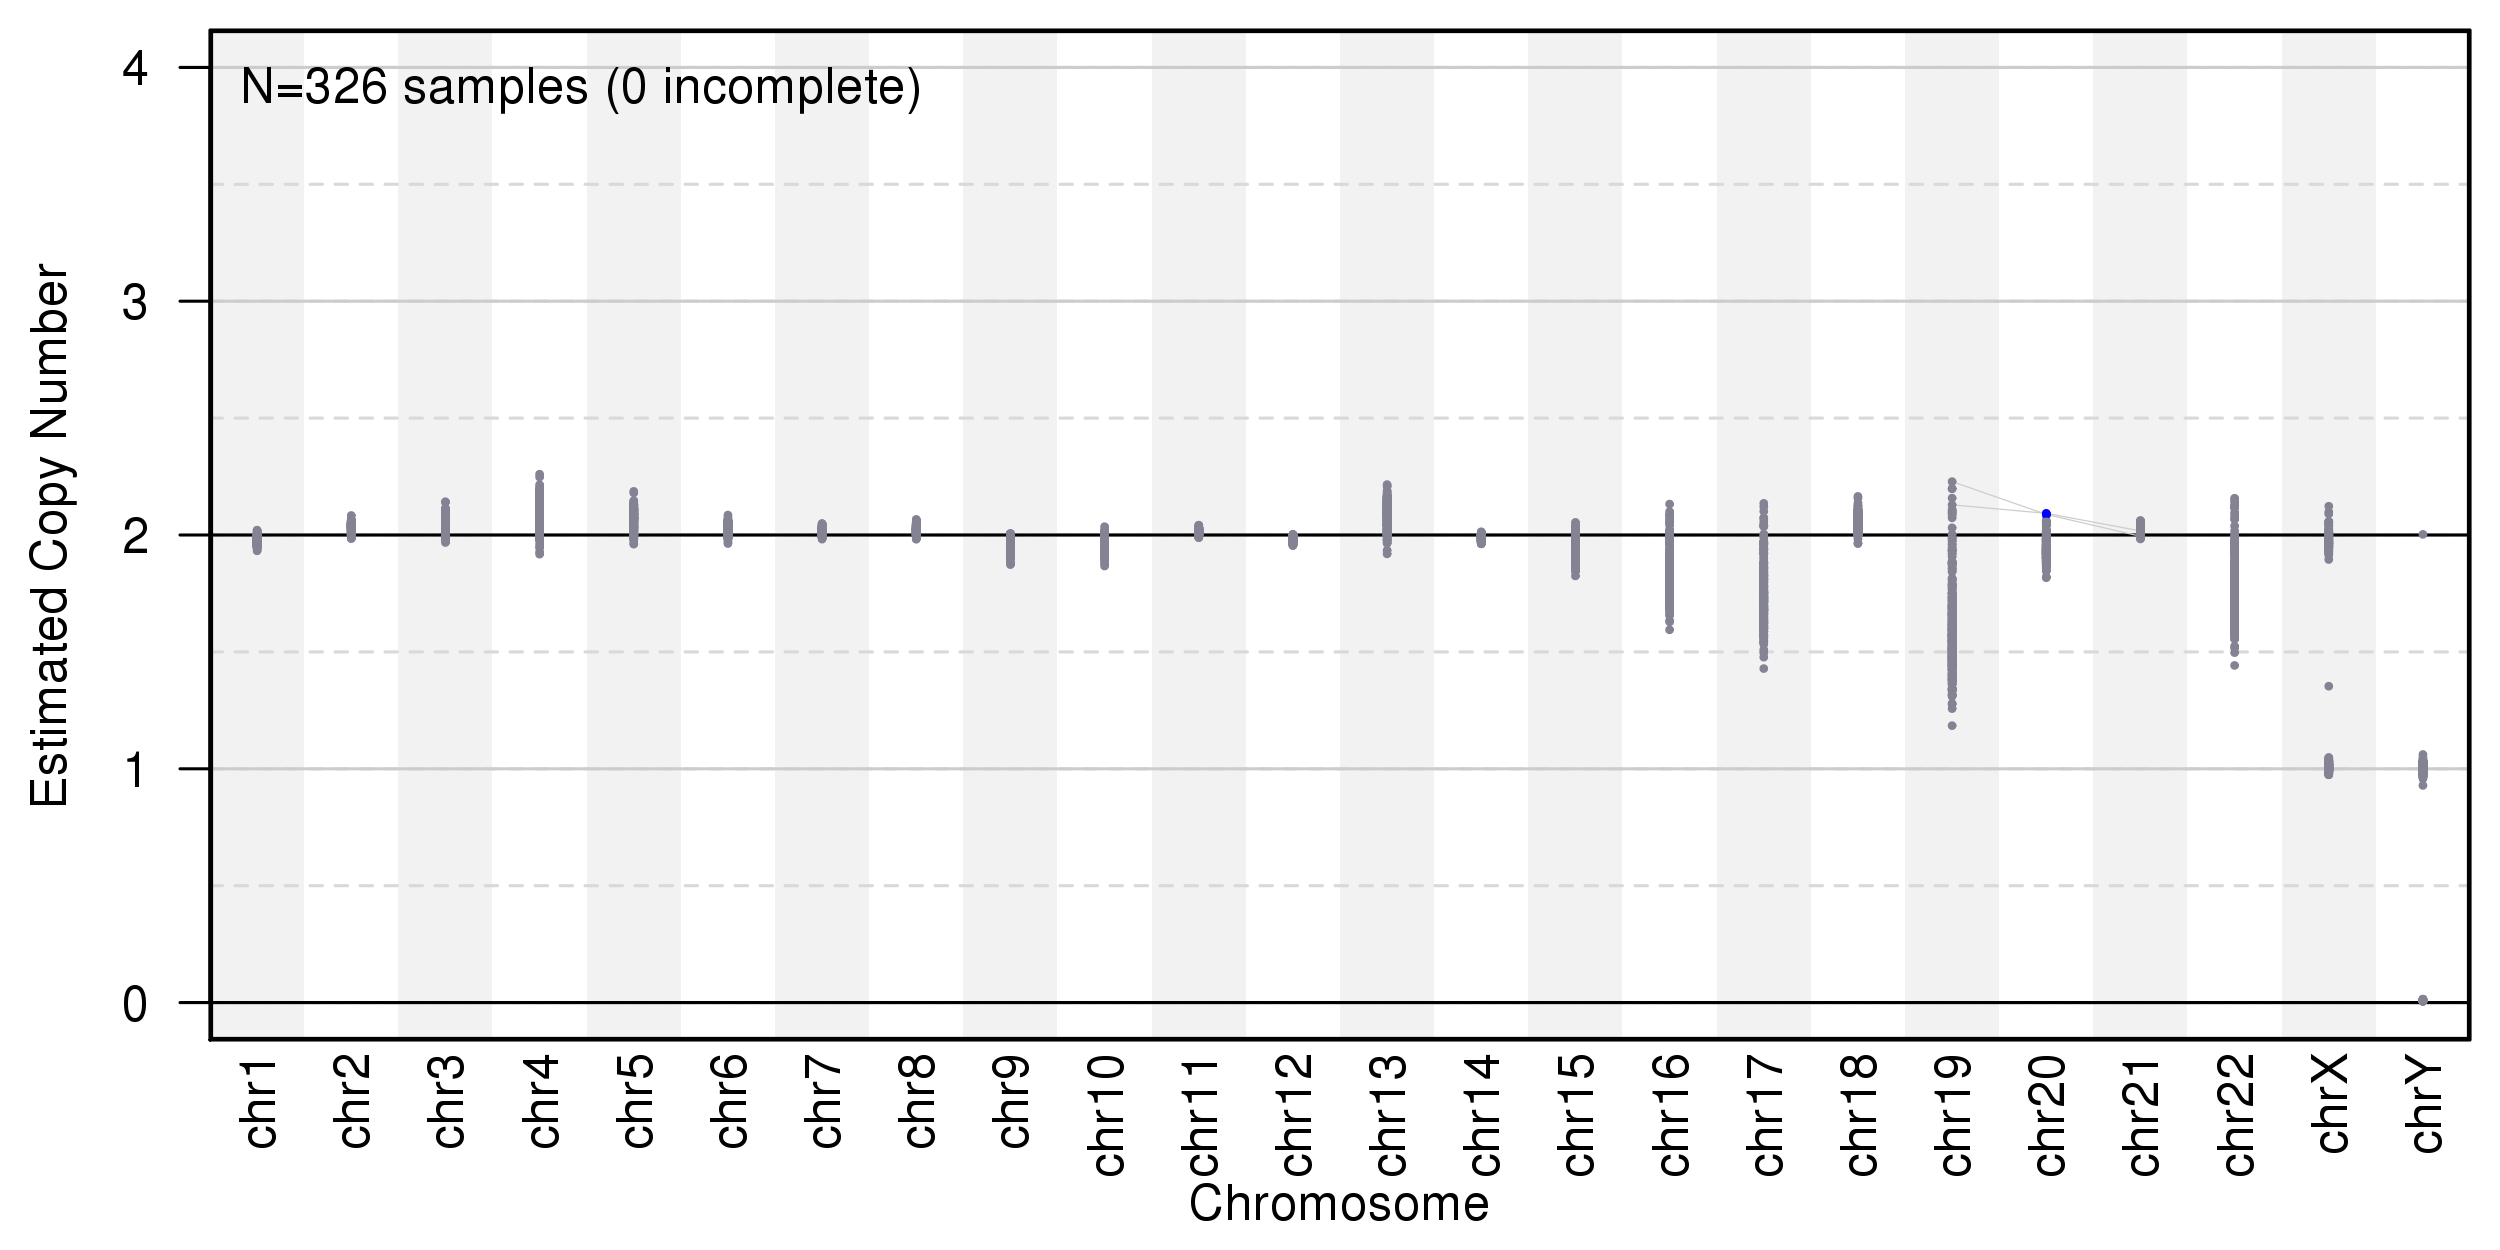 N=326 samples (0 incomplete)
4
3
2
1
0
Estimated Copy Number
chr1
chr2
chr3
chr4
chr5
chr6
chr7
chr8
chr9
chr10
chr11
chr12
chr13
chr14
chr15
chr16
chr17
chr18
chr19
chr20
chr21
chr22
chrX
chrY
Chromosome